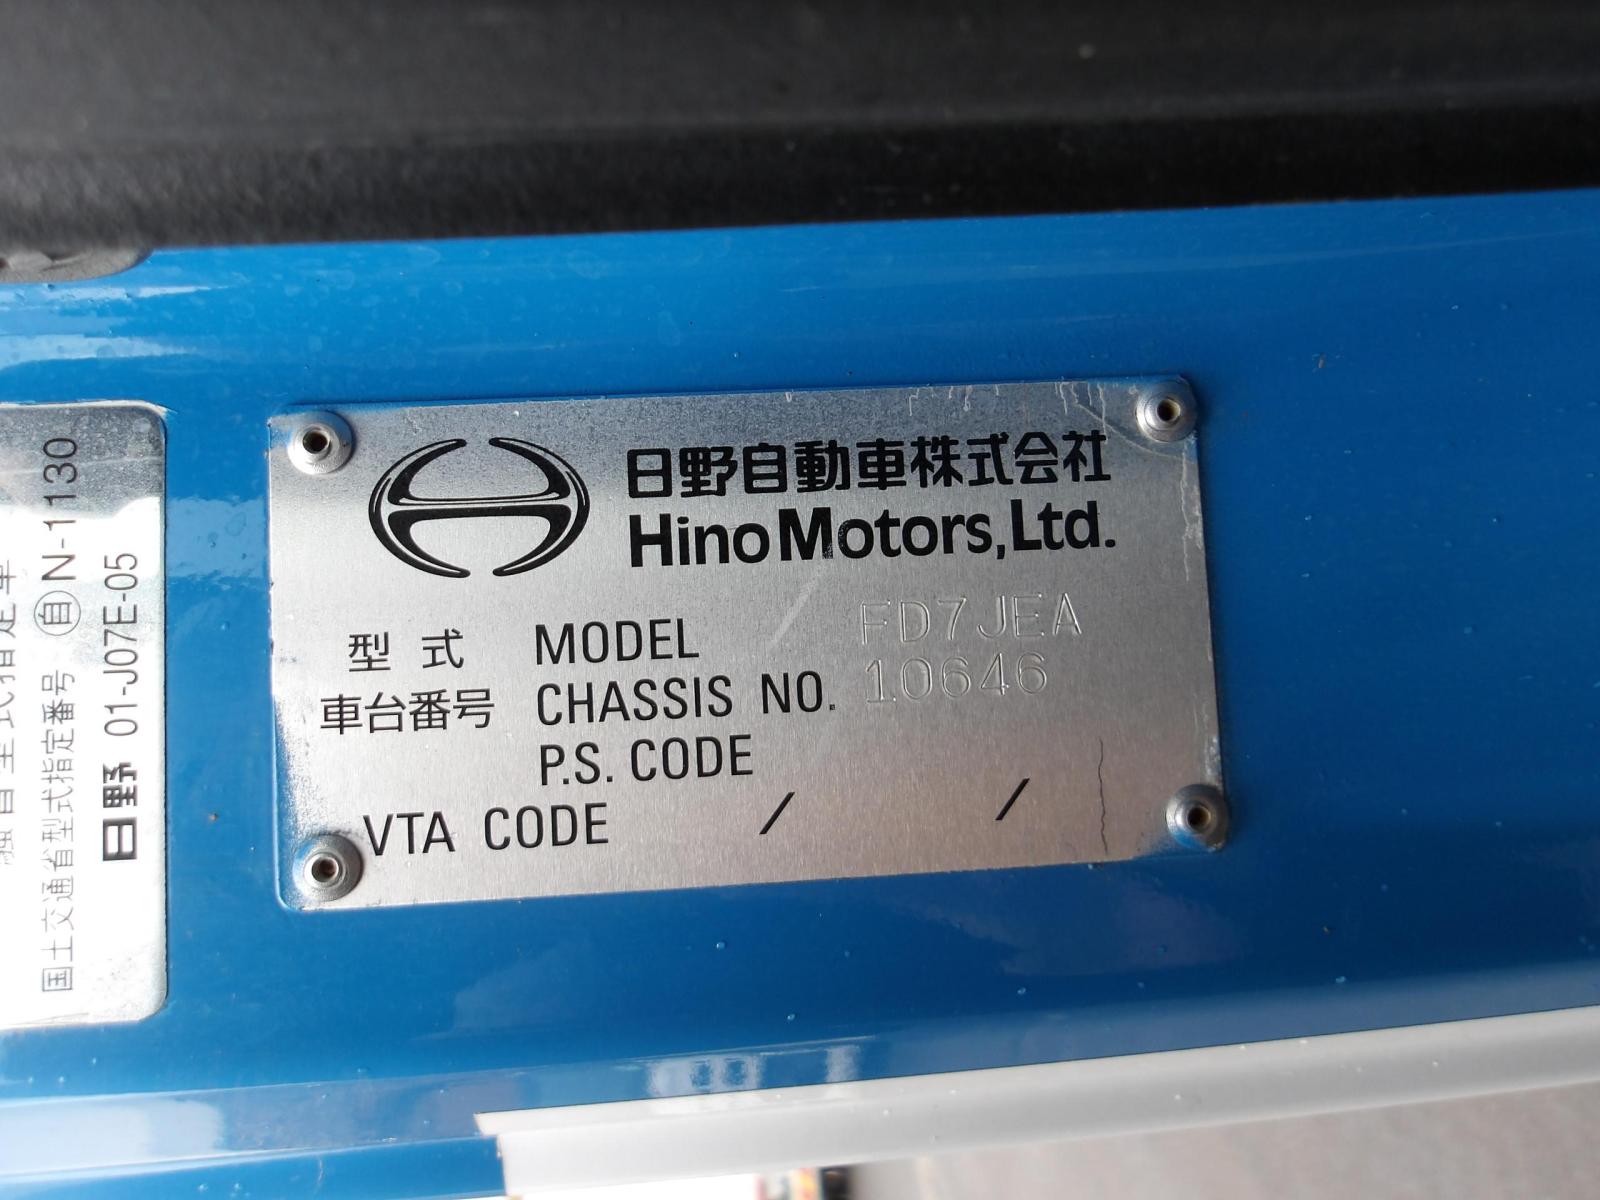 日野自動車株式会社
Hino Motors, Ltd.
型式 MODEL FD7JEA
車台番号 CHASSIS NO. 10646
P.S. CODE
VTA CODE / /
国土交通省型式指定番号 自 N-1130
日野 01-J07E-05